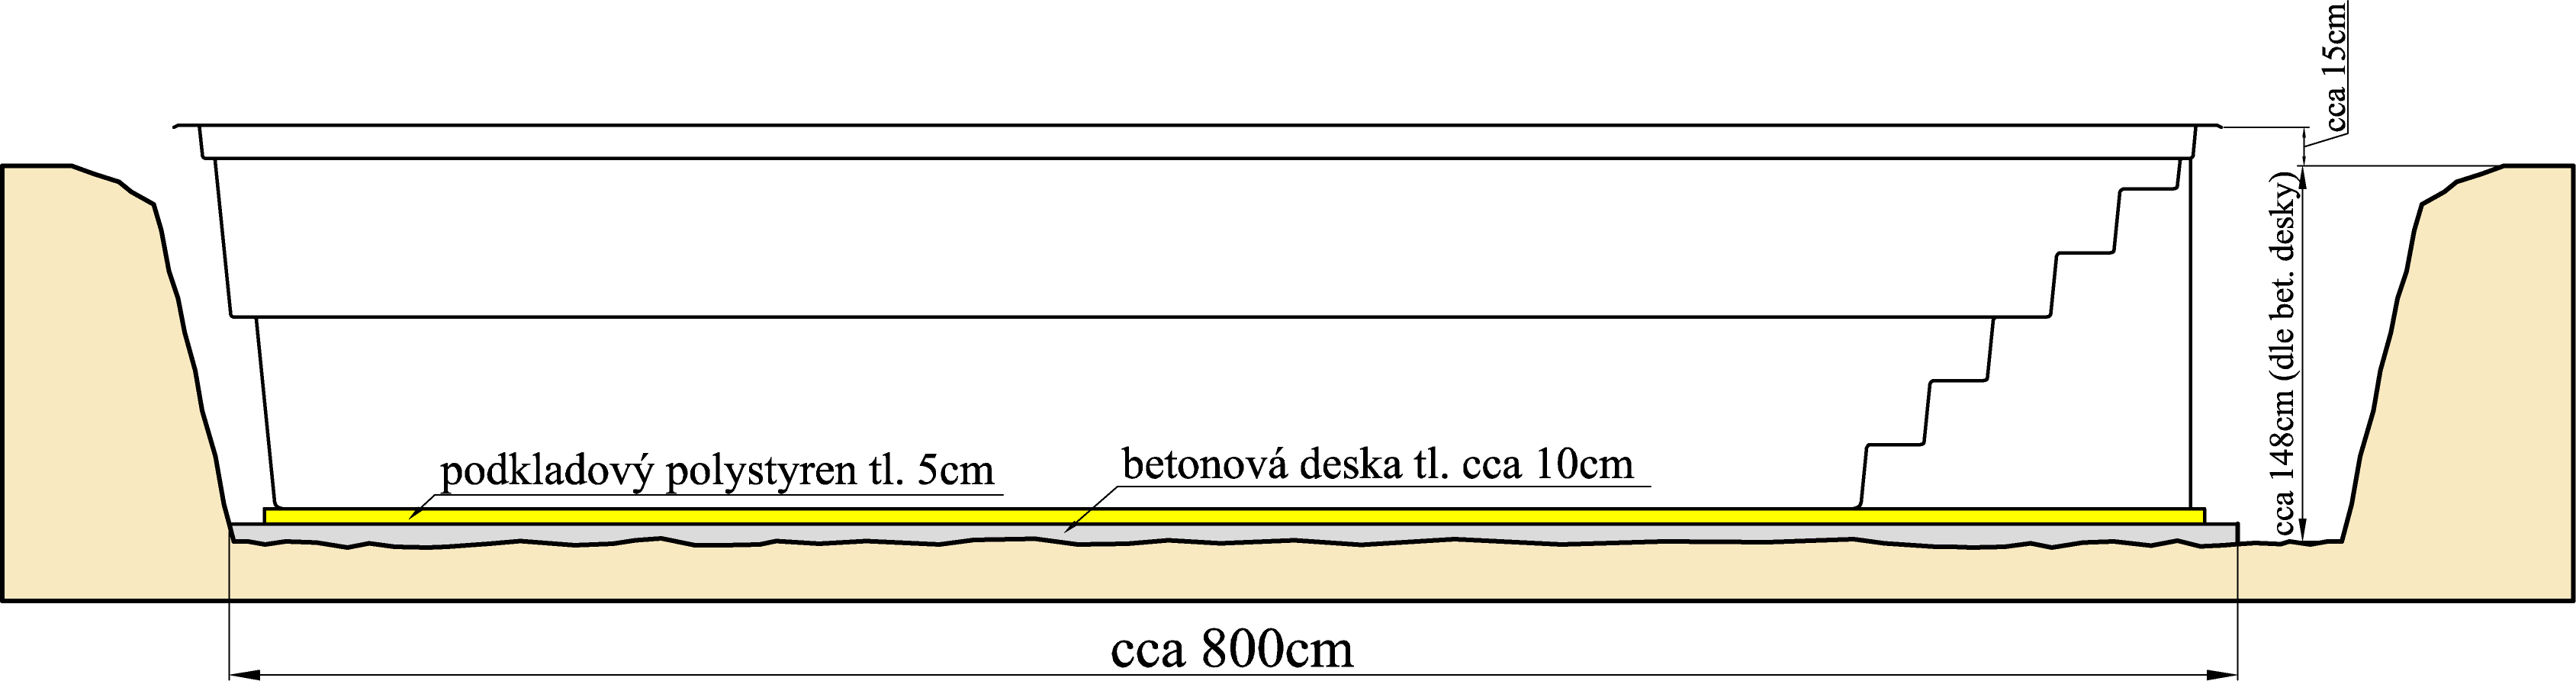 cca 15cm
cca 148cm (dle bet. desky)
podkladový polystyren tl. 5cm
betonová deska tl. cca 10cm
cca 800cm